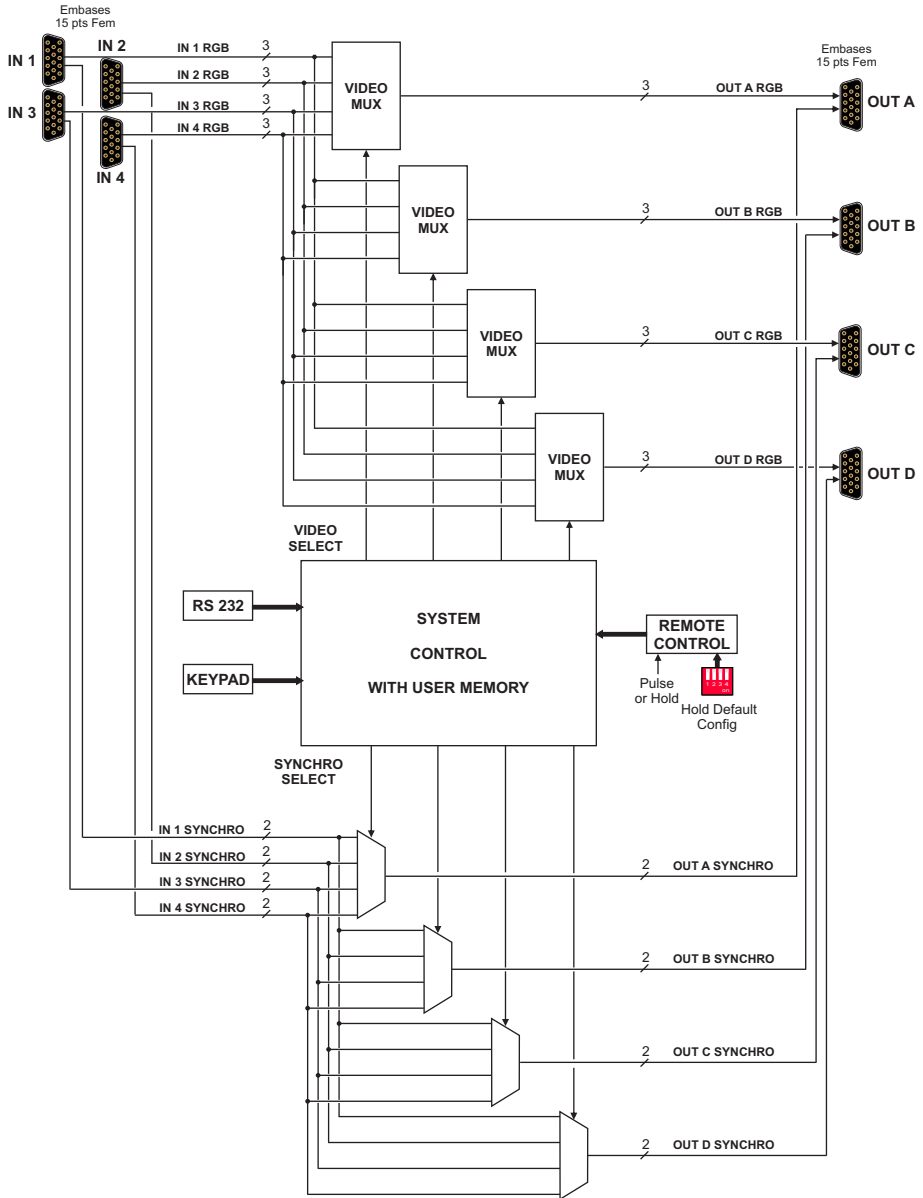 Embases
15 pts Fem
IN 1
IN 2
IN 3
IN 4
IN 1 RGB
3
IN 2 RGB
3
IN 3 RGB
3
IN 4 RGB
3
VIDEO
MUX
3
OUT A RGB
Embases
15 pts Fem
OUT A
VIDEO
MUX
3
OUT B RGB
OUT B
VIDEO
MUX
3
OUT C RGB
OUT C
VIDEO
MUX
3
OUT D RGB
OUT D
VIDEO
SELECT
RS 232
KEYPAD
SYSTEM
CONTROL
WITH USER MEMORY
REMOTE
CONTROL
Pulse
or Hold
1 2 3 4
on
Hold Default
Config
SYNCHRO
SELECT
IN 1 SYNCHRO
2
IN 2 SYNCHRO
2
IN 3 SYNCHRO
2
IN 4 SYNCHRO
2
2
OUT A SYNCHRO
2
OUT B SYNCHRO
2
OUT C SYNCHRO
2
OUT D SYNCHRO